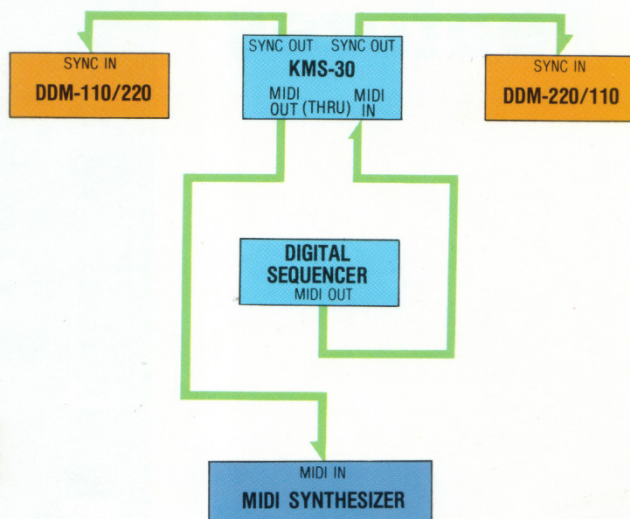 SYNC OUT SYNC OUT
KMS-30
MIDI MIDI
OUT (THRU) IN
SYNC IN
DDM-110/220
SYNC IN
DDM-220/110
DIGITAL
SEQUENCER
MIDI OUT
MIDI IN
MIDI SYNTHESIZER